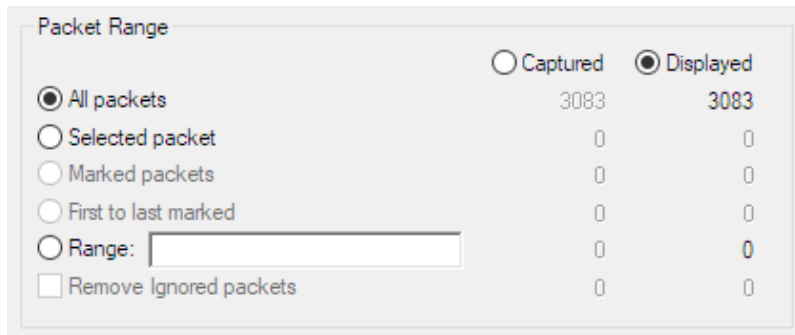 Packet Range
Captured Displayed
All packets 3083 3083
Selected packet 0 0
Marked packets 0 0
First to last marked 0 0
Range: 0 0
Remove Ignored packets 0 0